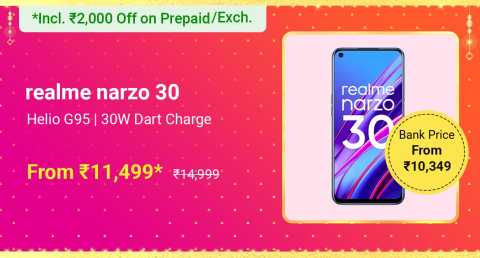 *Incl. ₹2,000 Off on Prepaid/Exch.
realme narzo 30
Helio G95 | 30W Dart Charge
From ₹11,499* ₹14,999
realme
narzo
30
Bank Price
From
₹10,349